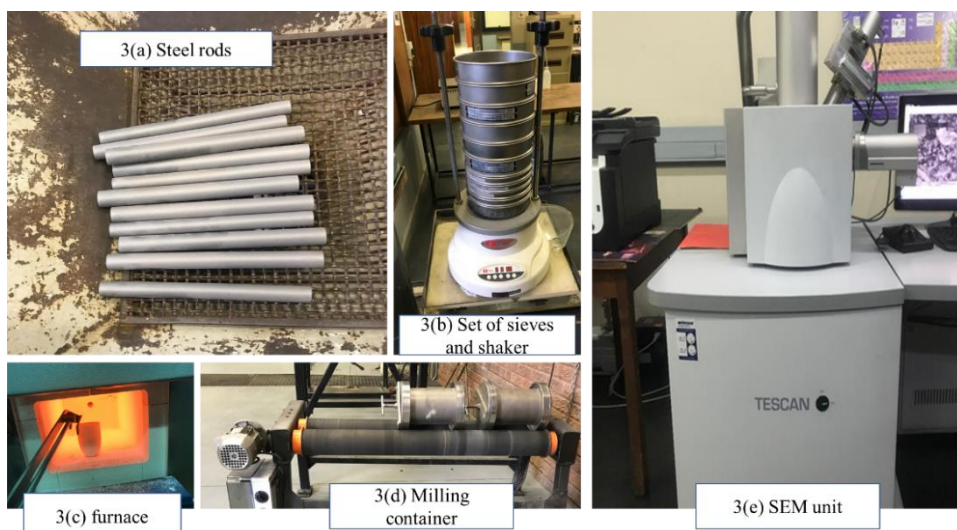 3(a) Steel rods
3(b) Set of sieves
and shaker
TESCAN
3(c) furnace
3(d) Milling
container
3(e) SEM unit